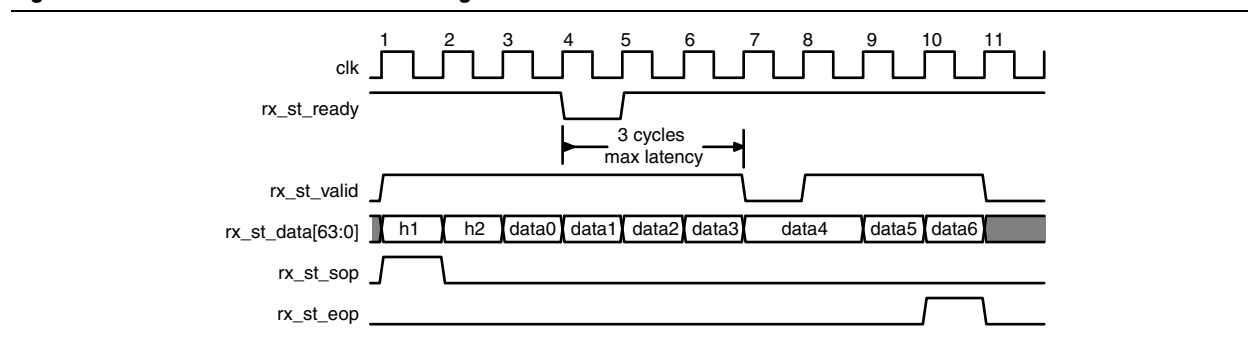 1 2 3 4 5 6 7 8 9 10 11
clk
rx_st_ready
3 cycles
max latency
rx_st_valid
rx_st_data[63:0] h1 h2 data0 data1 data2 data3 data4 data5 data6
rx_st_sop
rx_st_eop